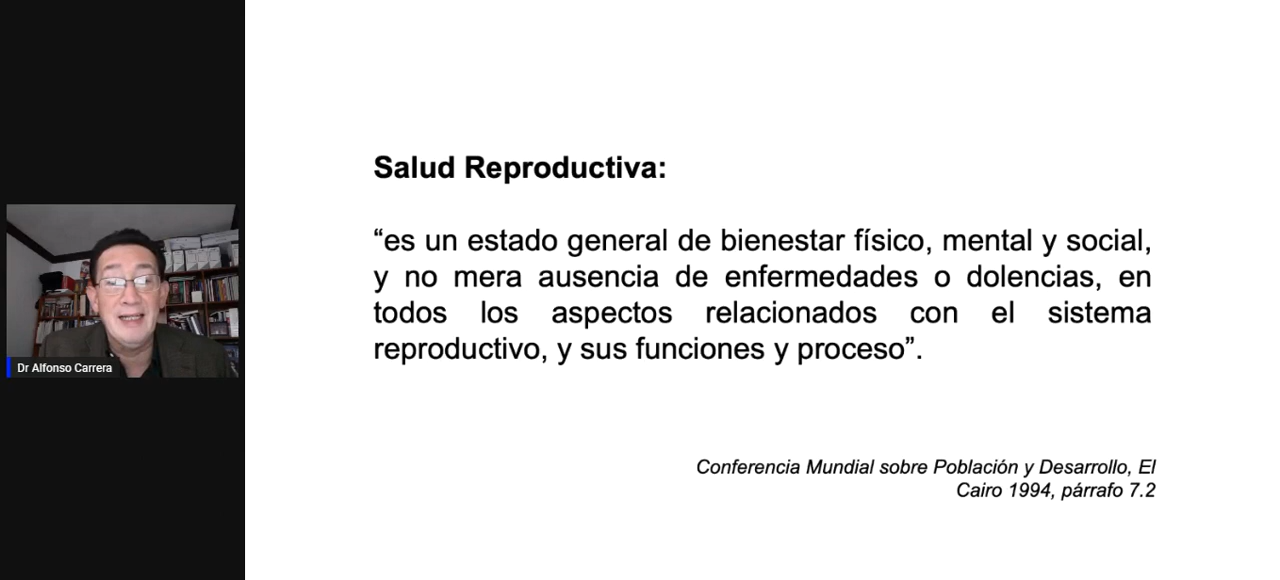 Salud Reproductiva:
“es un estado general de bienestar físico, mental y social,
y no mera ausencia de enfermedades o dolencias, en
todos los aspectos relacionados con el sistema
reproductivo, y sus funciones y proceso”.
Conferencia Mundial sobre Población y Desarrollo, El
Cairo 1994, párrafo 7.2
Dr Alfonso Carrera